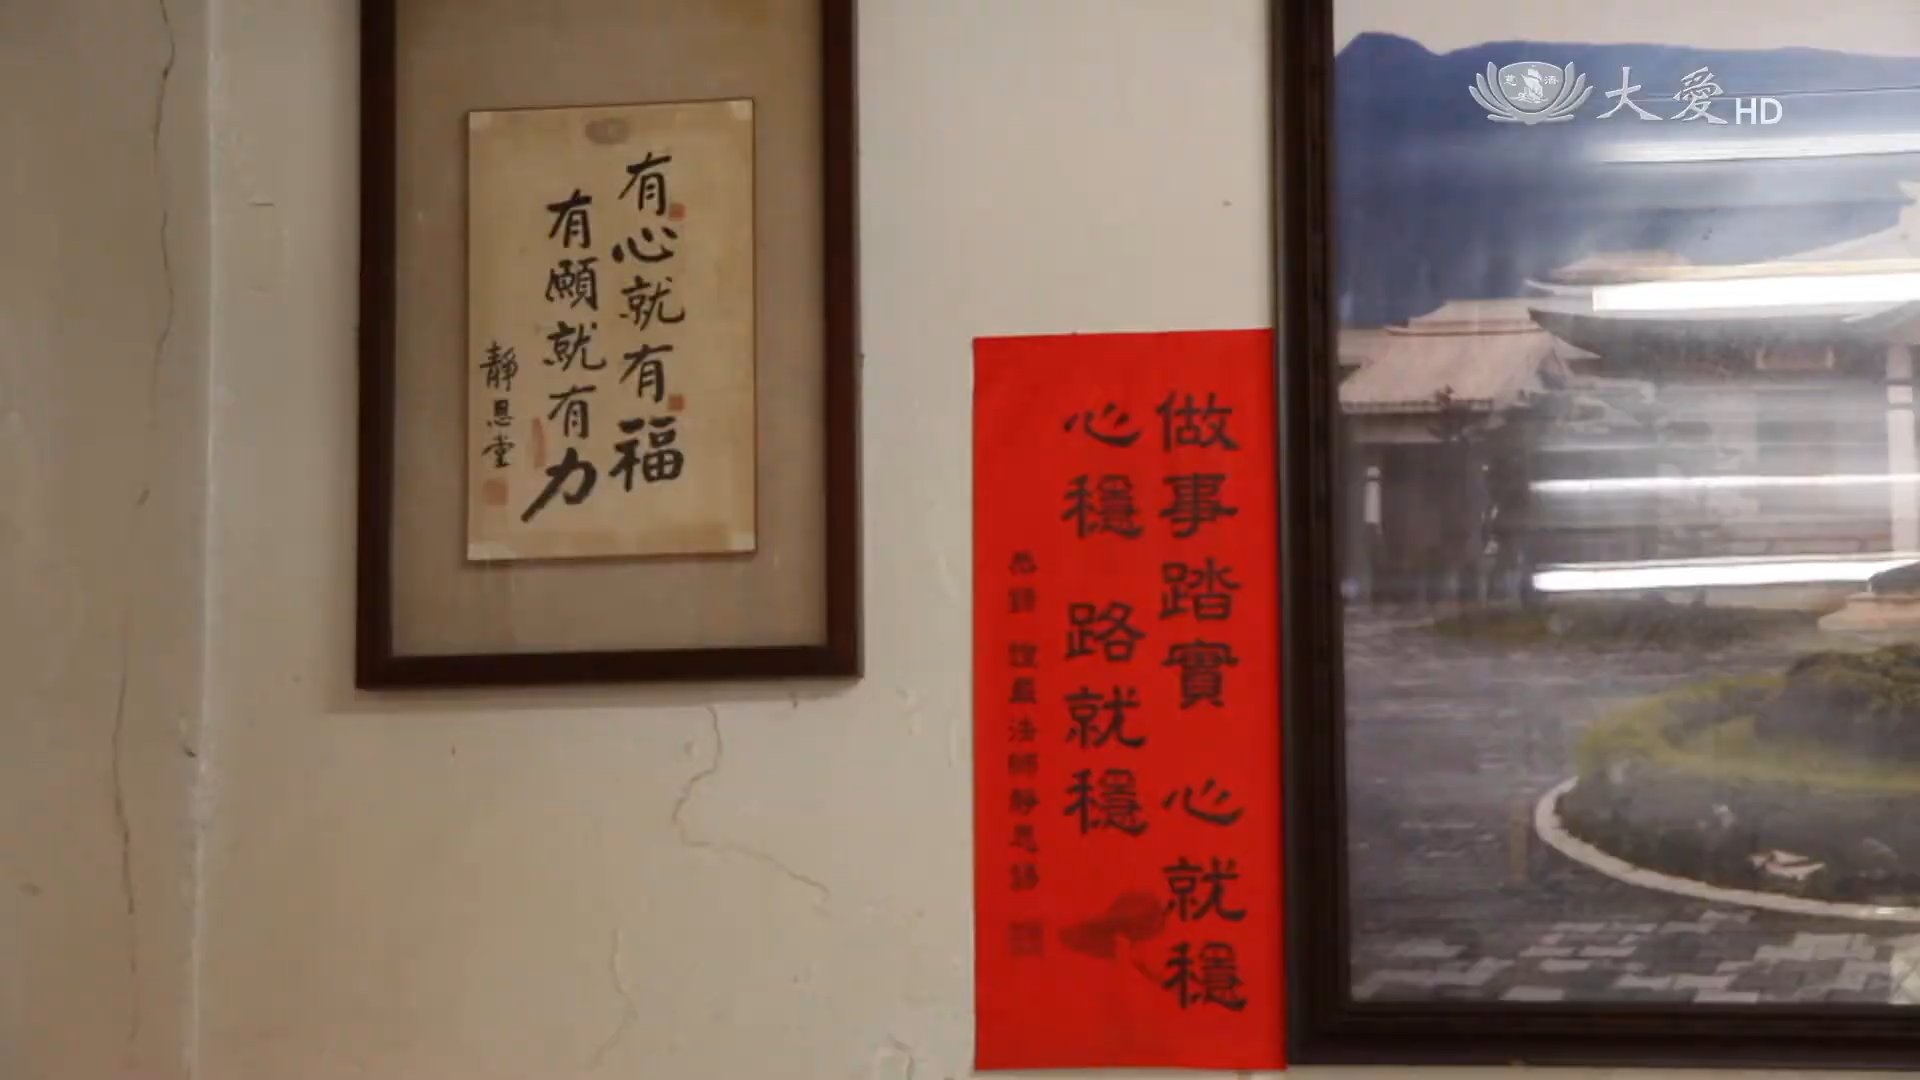 有心就有福
有願就有力
靜思堂
做事踏實 心就穩
心穩 路就穩
恭錄 證嚴法師靜思語
大愛HD